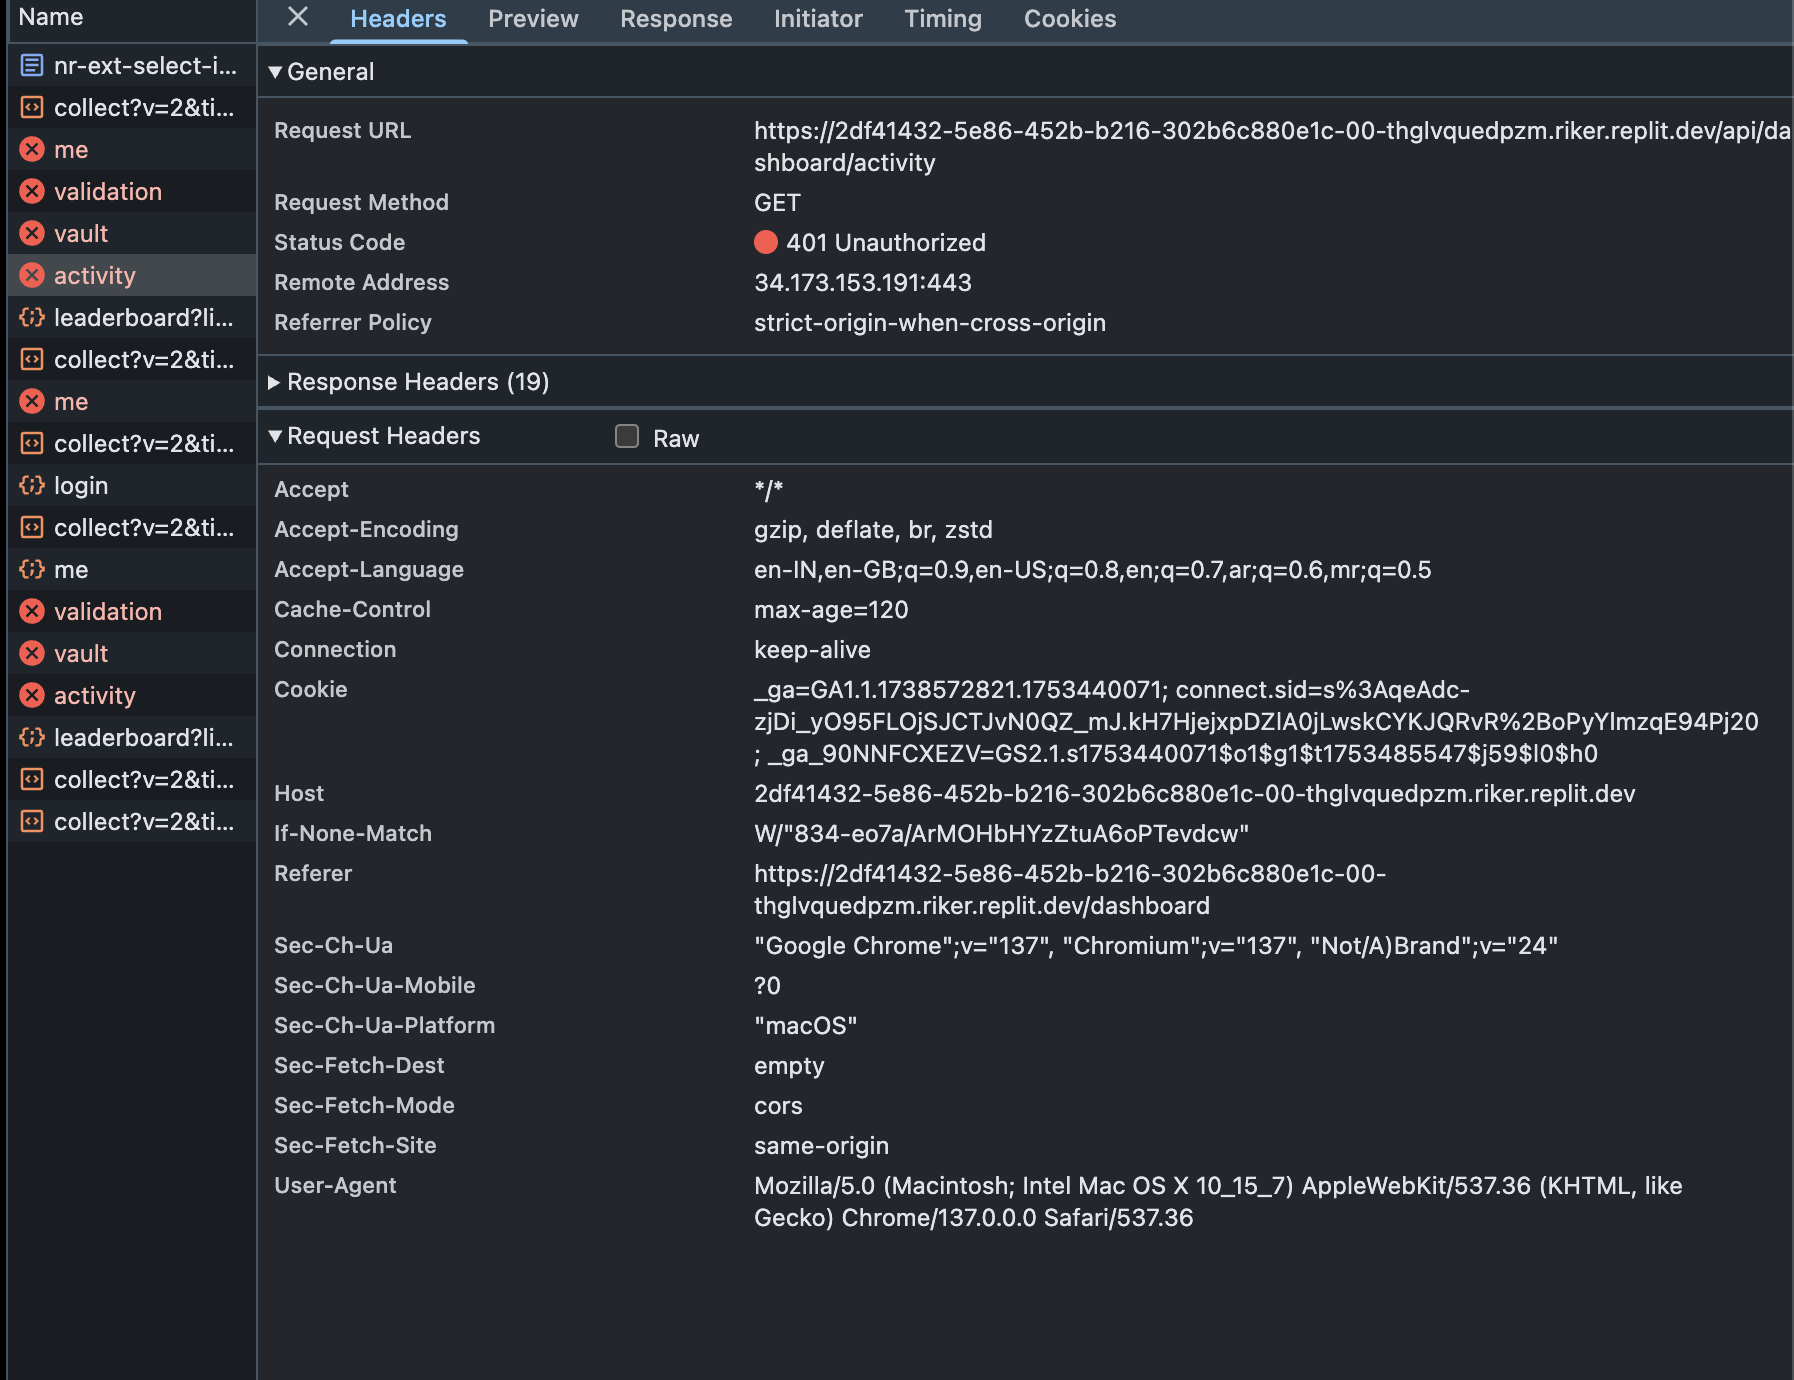 Name
nr-ext-select-i...
collect?v=2&ti...
me
validation
vault
activity
leaderboard?li...
collect?v=2&ti...
me
collect?v=2&ti...
login
collect?v=2&ti...
me
validation
vault
activity
leaderboard?li...
collect?v=2&ti...
collect?v=2&ti...
Headers Preview Response Initiator Timing Cookies
General
Request URL https://2df41432-5e86-452b-b216-302b6c880e1c-00-thglvquedpzm.riker.replit.dev/api/da
shboard/activity
Request Method GET
Status Code 401 Unauthorized
Remote Address 34.173.153.191:443
Referrer Policy strict-origin-when-cross-origin
Response Headers (19)
Request Headers Raw
Accept */*
Accept-Encoding gzip, deflate, br, zstd
Accept-Language en-IN,en-GB;q=0.9,en-US;q=0.8,en;q=0.7,ar;q=0.6,mr;q=0.5
Cache-Control max-age=120
Connection keep-alive
Cookie _ga=GA1.1.1738572821.1753440071; connect.sid=s%3AqeAdc-
zjDi_yO95FLOjSJCTJvN0QZ_mJ.kH7HjejxpDZlA0jLwskCYKJQRvR%2BoPyYlmzqE94Pj20
; _ga_90NNFCXEZV=GS2.1.s1753440071$o1$g1$t1753485547$j59$l0$h0
Host 2df41432-5e86-452b-b216-302b6c880e1c-00-thglvquedpzm.riker.replit.dev
If-None-Match W/"834-eo7a/ArMOHbHYzZtuA6oPTevdcw"
Referer https://2df41432-5e86-452b-b216-302b6c880e1c-00-
thglvquedpzm.riker.replit.dev/dashboard
Sec-Ch-Ua "Google Chrome";v="137", "Chromium";v="137", "Not/A)Brand";v="24"
Sec-Ch-Ua-Mobile ?0
Sec-Ch-Ua-Platform "macOS"
Sec-Fetch-Dest empty
Sec-Fetch-Mode cors
Sec-Fetch-Site same-origin
User-Agent Mozilla/5.0 (Macintosh; Intel Mac OS X 10_15_7) AppleWebKit/537.36 (KHTML, like
Gecko) Chrome/137.0.0.0 Safari/537.36